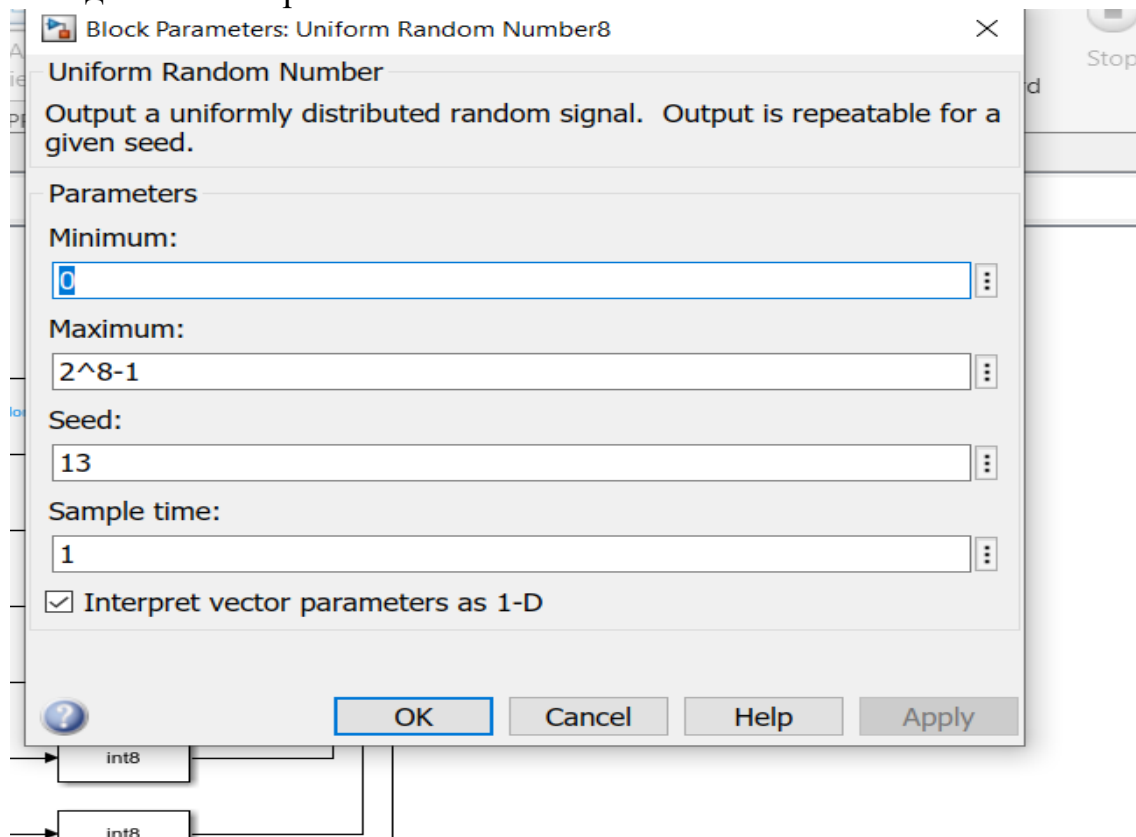 Block Parameters: Uniform Random Number8
Stop
Uniform Random Number
Output a uniformly distributed random signal.  Output is repeatable for a
given seed.
Parameters
Minimum:
0
Maximum:
2^8-1
Seed:
13
Sample time:
1
Interpret vector parameters as 1-D
OK
Cancel
Help
Apply
int8
int8